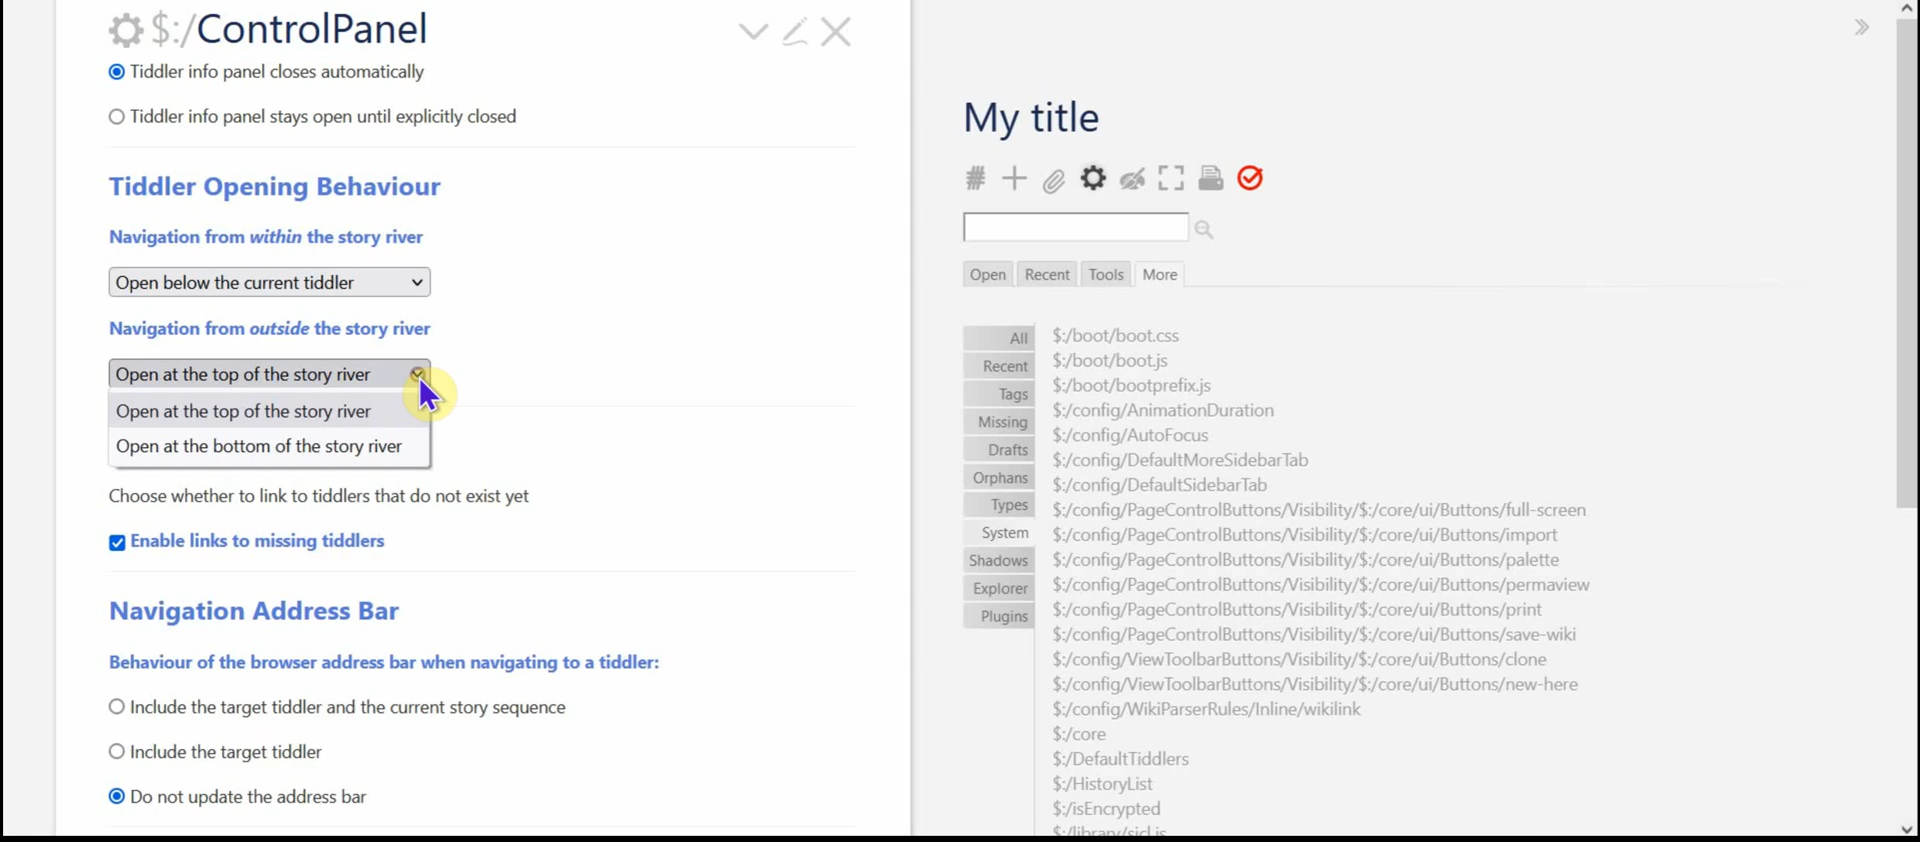 $:/ControlPanel
Tiddler info panel closes automatically
Tiddler info panel stays open until explicitly closed
Tiddler Opening Behaviour
Navigation from within the story river
Open below the current tiddler
Navigation from outside the story river
Open at the top of the story river
Open at the top of the story river
Open at the bottom of the story river
Choose whether to link to tiddlers that do not exist yet
Enable links to missing tiddlers
Navigation Address Bar
Behaviour of the browser address bar when navigating to a tiddler:
Include the target tiddler and the current story sequence
Include the target tiddler
Do not update the address bar
My title
Open Recent Tools More
All
Recent
Tags
Missing
Drafts
Orphans
Types
System
Shadows
Explorer
Plugins
$:/boot/boot.css
$:/boot/boot.js
$:/boot/bootprefix.js
$:/config/AnimationDuration
$:/config/AutoFocus
$:/config/DefaultMoreSidebarTab
$:/config/DefaultSidebarTab
$:/config/PageControlButtons/Visibility/$:/core/ui/Buttons/full-screen
$:/config/PageControlButtons/Visibility/$:/core/ui/Buttons/import
$:/config/PageControlButtons/Visibility/$:/core/ui/Buttons/palette
$:/config/PageControlButtons/Visibility/$:/core/ui/Buttons/permaview
$:/config/PageControlButtons/Visibility/$:/core/ui/Buttons/print
$:/config/PageControlButtons/Visibility/$:/core/ui/Buttons/save-wiki
$:/config/ViewToolbarButtons/Visibility/$:/core/ui/Buttons/clone
$:/config/ViewToolbarButtons/Visibility/$:/core/ui/Buttons/new-here
$:/config/WikiParserRules/Inline/wikilink
$:/core
$:/DefaultTiddlers
$:/HistoryList
$:/isEncrypted